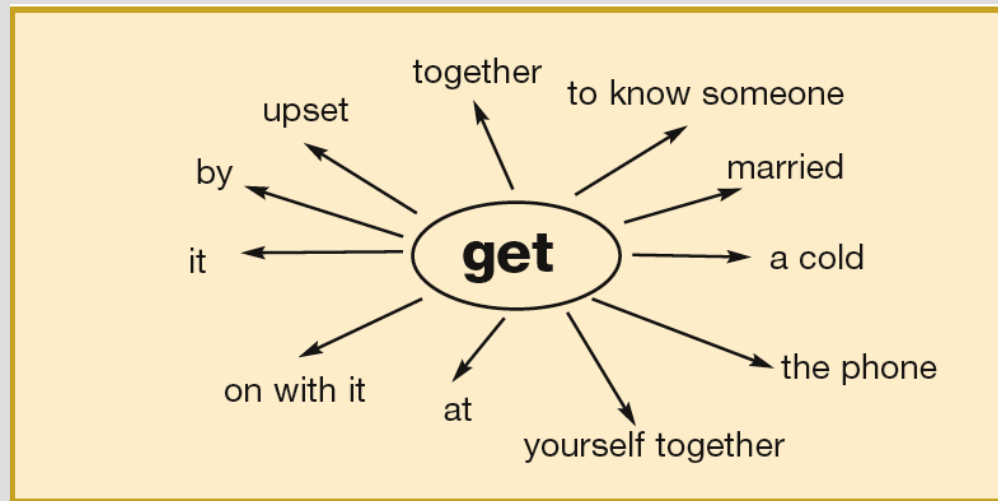 together
to know someone
upset
married
by
get
it
a cold
the phone
on with it
at
yourself together